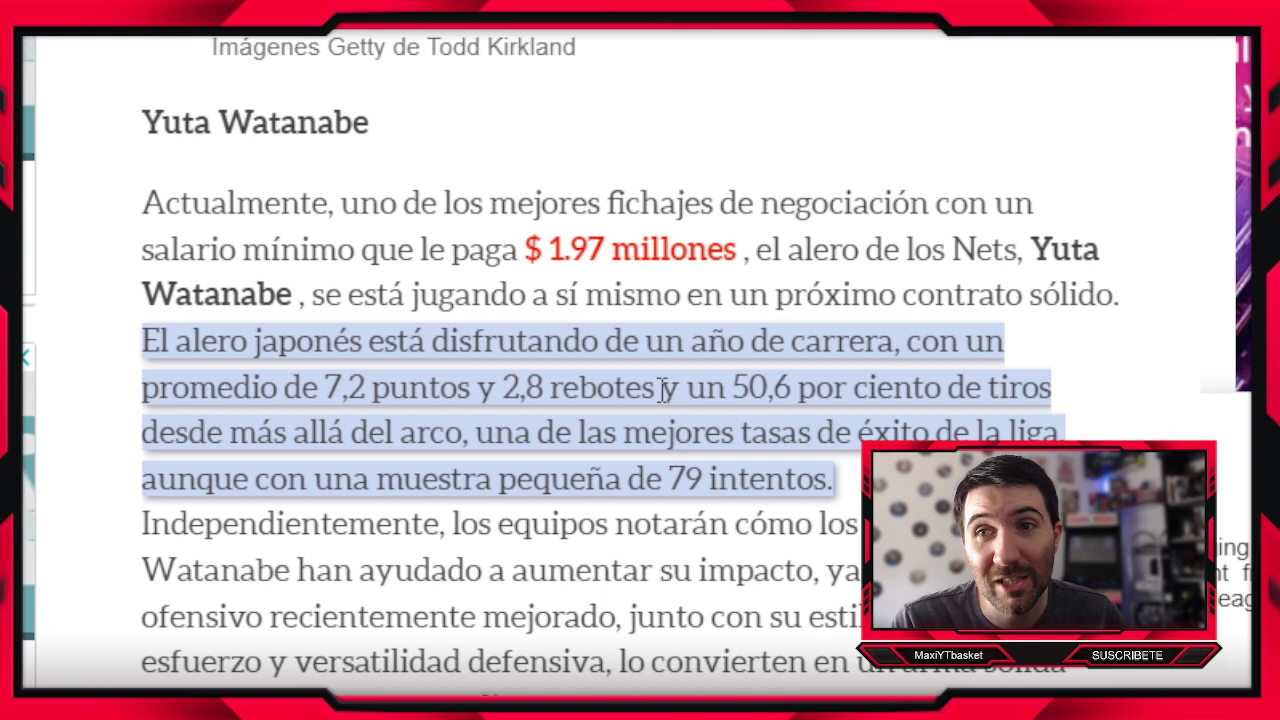 Imágenes Getty de Todd Kirkland
Yuta Watanabe
Actualmente, uno de los mejores fichajes de negociación con un
salario mínimo que le paga $ 1.97 millones , el alero de los Nets, Yuta
Watanabe , se está jugando a sí mismo en un próximo contrato sólido.
El alero japonés está disfrutando de un año de carrera, con un
promedio de 7,2 puntos y 2,8 rebotes y un 50,6 por ciento de tiros
desde más allá del arco, una de las mejores tasas de éxito de la liga,
aunque con una muestra pequeña de 79 intentos.
Independientemente, los equipos notarán cómo los
Watanabe han ayudado a aumentar su impacto, ya
ofensivo recientemente mejorado, junto con su estil
esfuerzo y versatilidad defensiva, lo convierten en un arma sólida
MaxiYTbasket
SUSCRIBETE